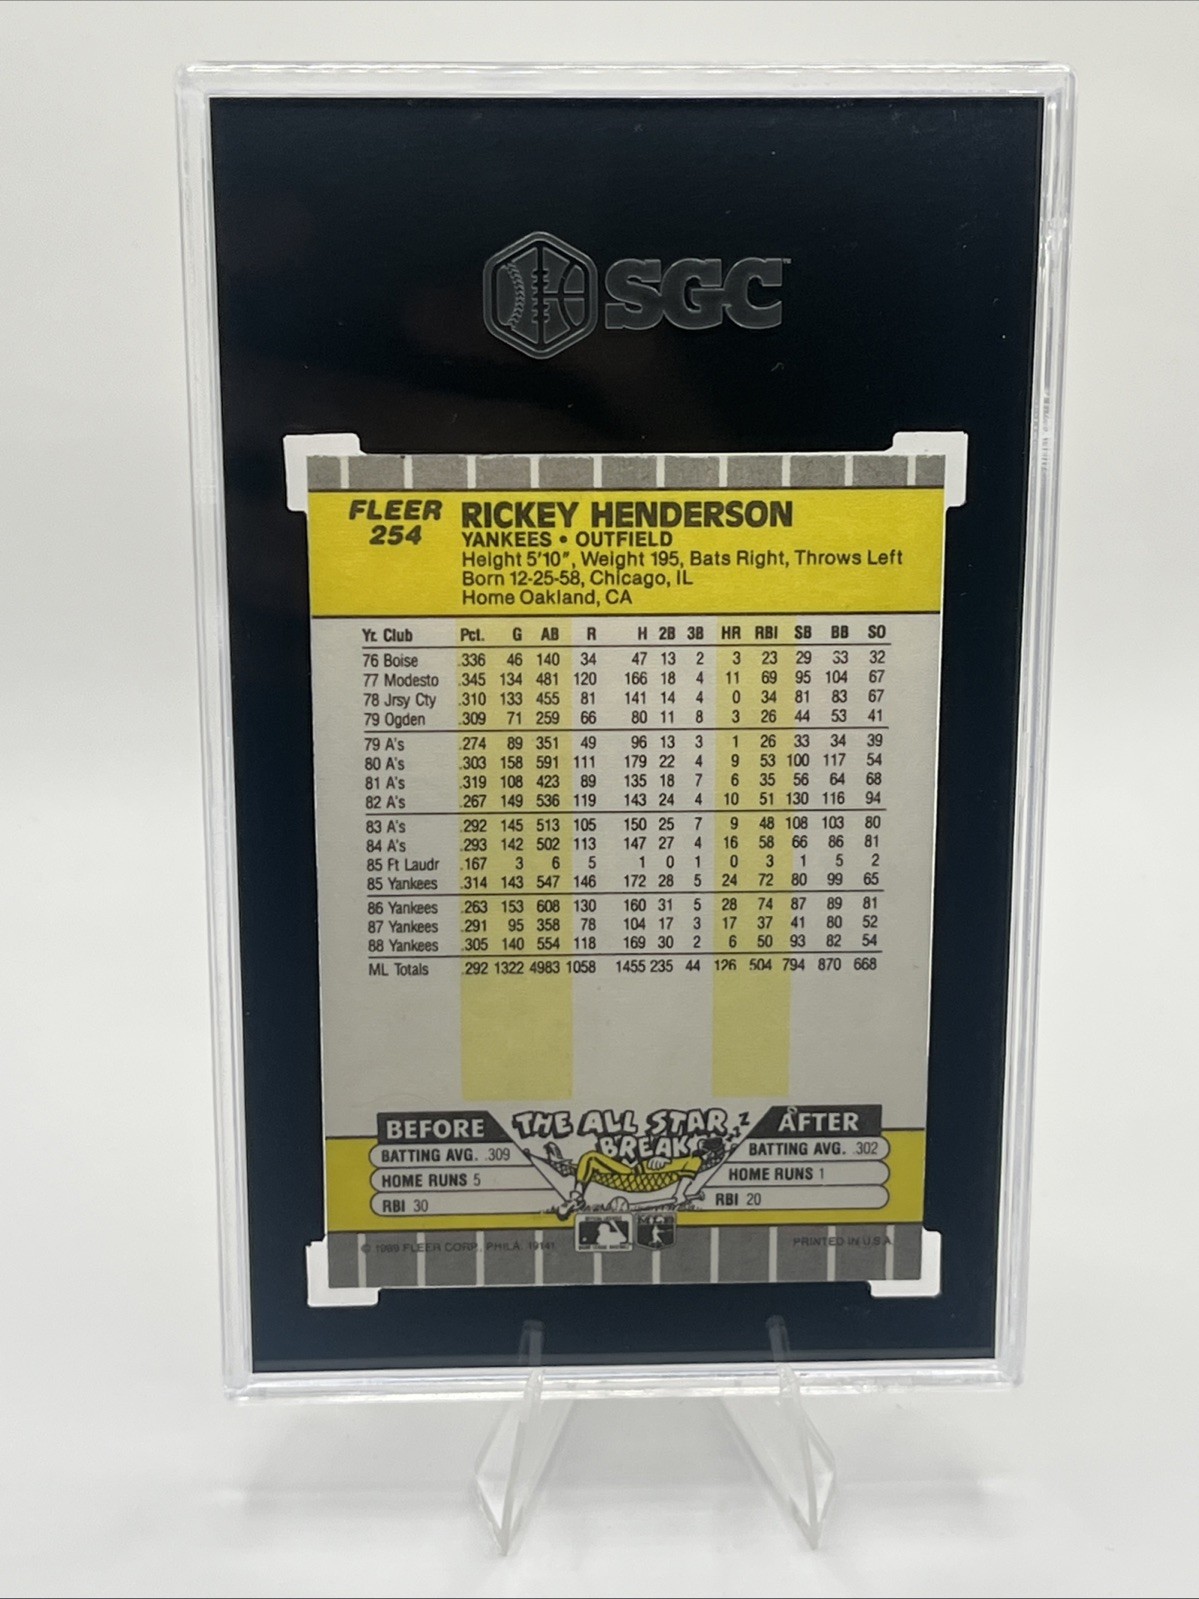 SGC™
FLEER
254
RICKEY HENDERSON
YANKEES • OUTFIELD
Height 5'10", Weight 195, Bats Right, Throws Left
Born 12-25-58, Chicago, IL
Home Oakland, CA
Yr. Club Pct. G AB R H 2B 3B HR RBI SB BB SO
76 Boise .336 46 140 34 47 13 2 3 23 29 33 32
77 Modesto .345 134 481 120 166 18 4 11 69 95 104 67
78 Jrsy Cty .310 133 455 81 141 14 4 0 34 81 83 67
79 Ogden .309 71 259 66 80 11 8 3 26 44 53 41
79 A's .274 89 351 49 96 13 3 1 26 33 34 39
80 A's .303 158 591 111 179 22 4 9 53 100 117 54
81 A's .319 108 423 89 135 18 7 6 35 56 64 68
82 A's .267 149 536 119 143 24 4 10 51 130 116 94
83 A's .292 145 513 105 150 25 7 9 48 108 103 80
84 A's .293 142 502 113 147 27 4 16 58 66 86 81
85 Ft Laudr .167 3 6 5 1 0 1 0 3 1 5 2
85 Yankees .314 143 547 146 172 28 5 24 72 80 99 65
86 Yankees .263 153 608 130 160 31 5 28 74 87 89 81
87 Yankees .291 95 358 78 104 17 3 17 37 41 80 52
88 Yankees .305 140 554 118 169 30 2 6 50 93 82 54
ML Totals .292 1322 4983 1058 1455 235 44 126 504 794 870 668
BEFORE THE ALL STAR BREAK Z Z Z AFTER
BATTING AVG. .309 BATTING AVG. .302
HOME RUNS 5 HOME RUNS 1
RBI 30 RBI 20
© 1989 FLEER CORP., PHILA. 19141 PRINTED IN U.S.A.